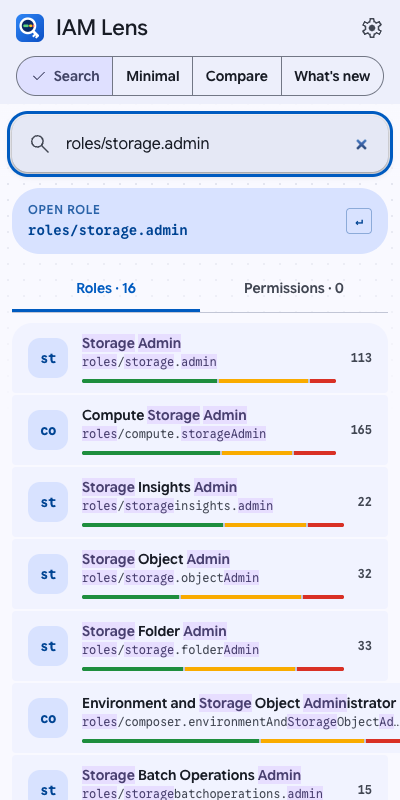 IAM Lens
Search
Minimal
Compare
What's new
roles/storage.admin
OPEN ROLE
roles/storage.admin
Roles · 16
Permissions · 0
st
Storage Admin
roles/storage.admin
113
co
Compute Storage Admin
roles/compute.storageAdmin
165
st
Storage Insights Admin
roles/storageinsights.admin
22
st
Storage Object Admin
roles/storage.objectAdmin
32
st
Storage Folder Admin
roles/storage.folderAdmin
33
co
Environment and Storage Object Administrator
roles/composer.environmentAndStorageObjectAd…
st
Storage Batch Operations Admin
roles/storagebatchoperations.admin
15